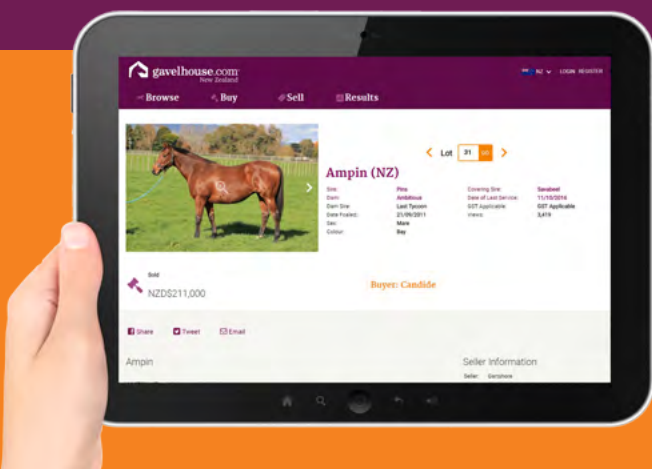 gavelhouse.com
New Zealand
NZ LOGIN REGISTER
Browse Buy Sell Results
Lot 31 GO
Ampin (NZ)
Sire: Pins Covering Sire: Savabeel
Dam: Ambitious Date of Last Service: 11/10/2016
Dam Sire: Last Tycoon GST Applicable: GST Applicable
Date Foaled: 21/09/2011 Views: 3,419
Sex: Mare
Colour: Bay
Sold
NZD$211,000
Buyer: Candide
Share Tweet Email
Ampin Seller Information
Seller: